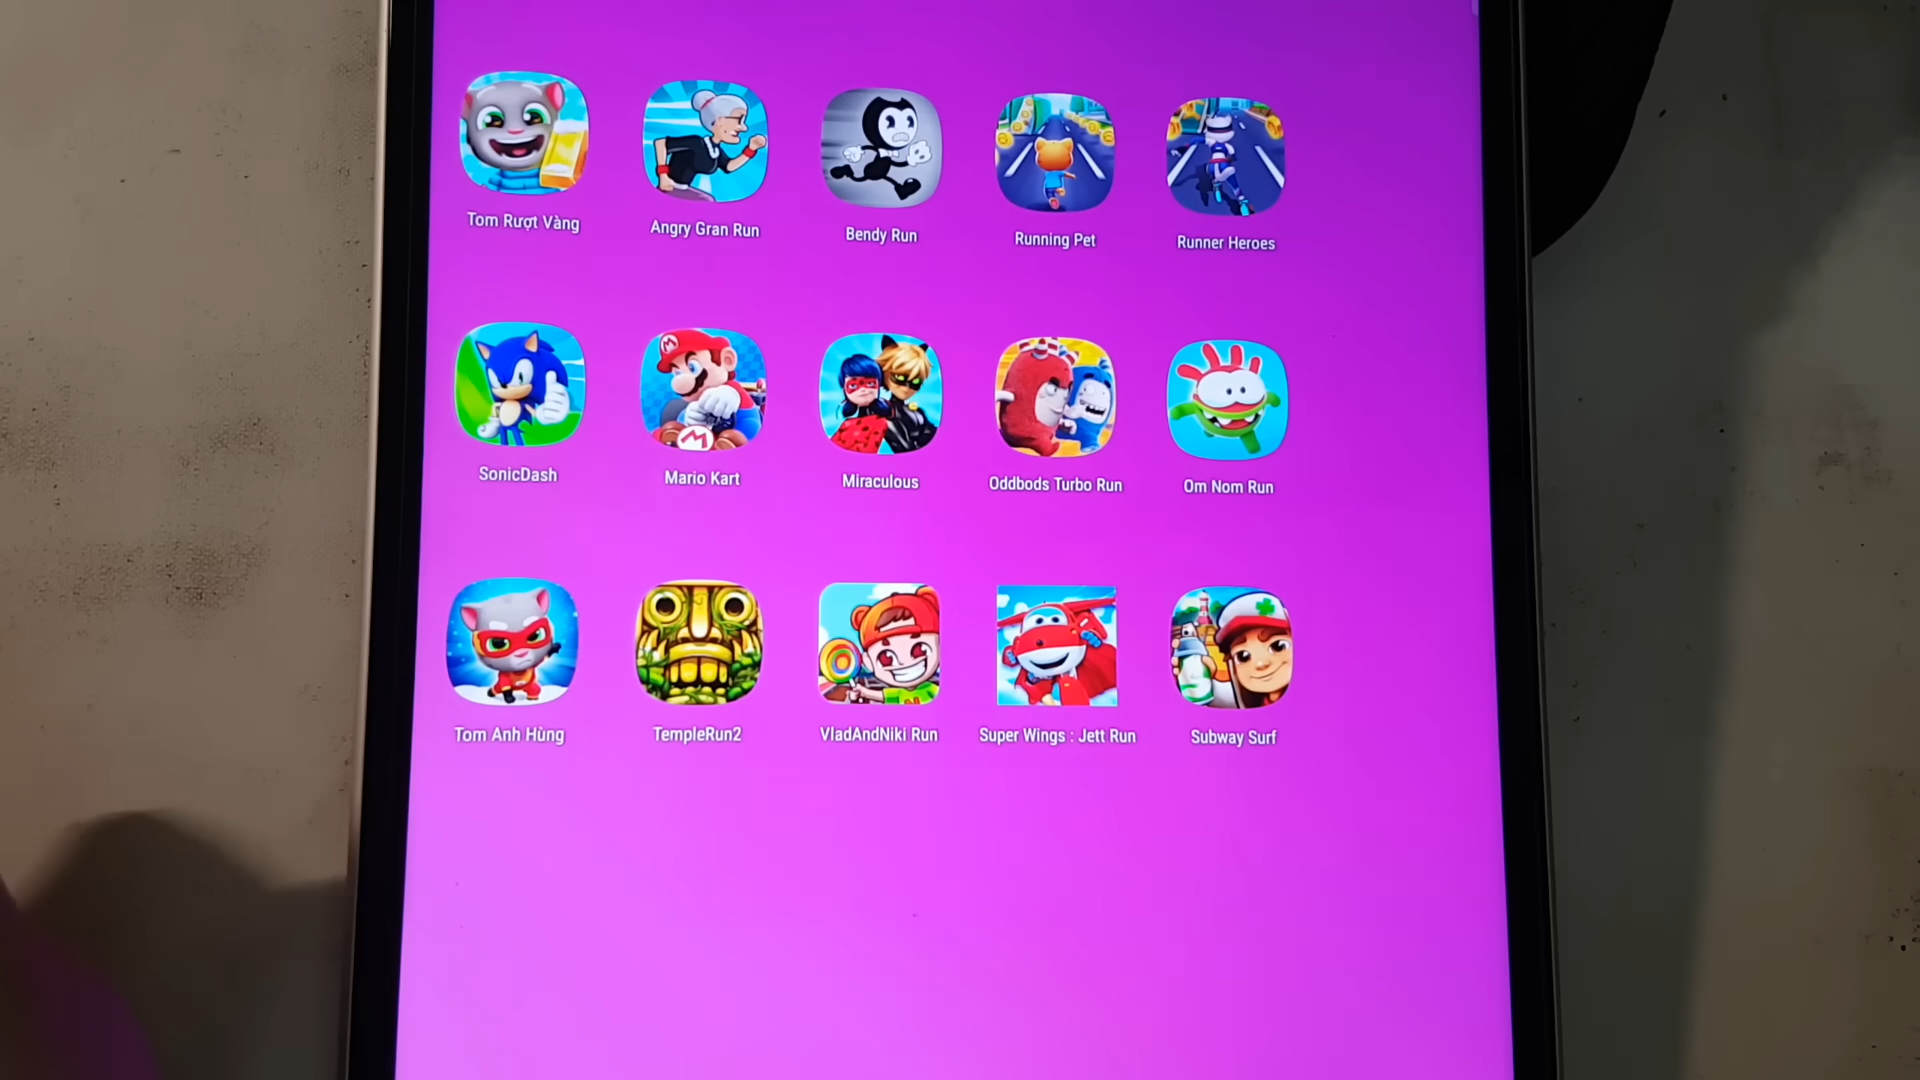 Tom Rượt Vàng
Angry Gran Run
Bendy Run
Running Pet
Runner Heroes
SonicDash
M
M
Mario Kart
Miraculous
Oddbods Turbo Run
Om Nom Run
Tom Anh Hùng
TempleRun2
VladAndNiki Run
Super Wings : Jett Run
Subway Surf